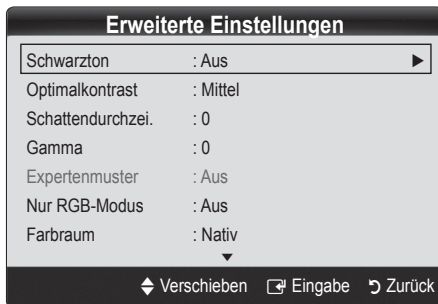 Erweiterte Einstellungen
Schwarzton : Aus
Optimalkontrast : Mittel
Schattendurchzei. : 0
Gamma : 0
Expertenmuster : Aus
Nur RGB-Modus : Aus
Farbraum : Nativ
Verschieben Eingabe Zurück